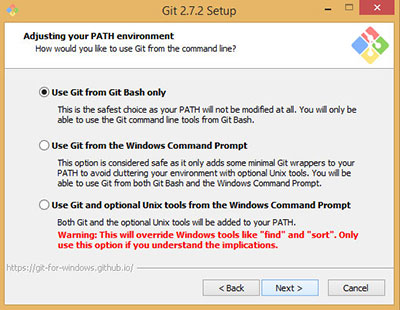 Git 2.7.2 Setup
Adjusting your PATH environment
How would you like to use Git from the command line?
Use Git from Git Bash only
This is the safest choice as your PATH will not be modified at all. You will only be
able to use the Git command line tools from Git Bash.
Use Git from the Windows Command Prompt
This option is considered safe as it only adds some minimal Git wrappers to your
PATH to avoid cluttering your environment with optional Unix tools. You will be
able to use Git from both Git Bash and the Windows Command Prompt.
Use Git and optional Unix tools from the Windows Command Prompt
Both Git and the optional Unix tools will be added to your PATH.
Warning: This will override Windows tools like "find" and "sort". Only
use this option if you understand the implications.
https://git-for-windows.github.io/
< Back
Next >
Cancel